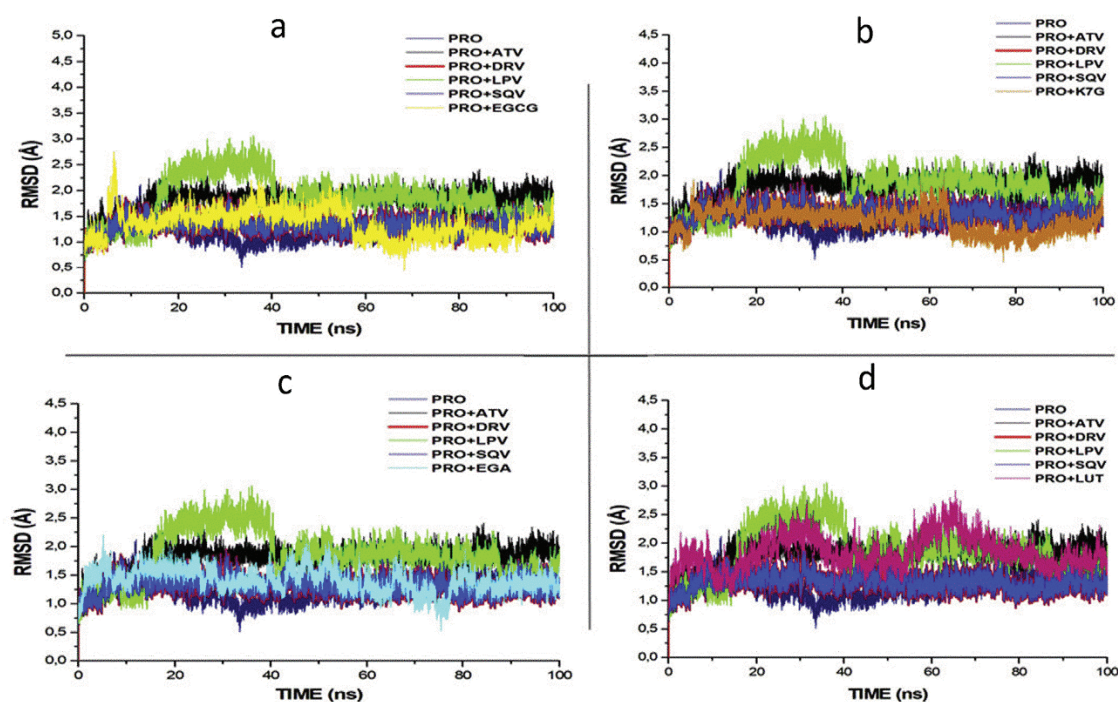 a
5,0
4,5
4,0
3,5
3,0
2,5
2,0
1,5
1,0
0,5
0,0
RMSD (Å)
0 20 40 60 80 100
TIME (ns)
PRO
PRO+ATV
PRO+DRV
PRO+LPV
PRO+SQV
PRO+EGCG
b
4,5
4,0
3,5
3,0
2,5
2,0
1,5
1,0
0,5
0,0
RMSD (Å)
0 20 40 60 80 100
TIME (ns)
PRO
PRO+ATV
PRO+DRV
PRO+LPV
PRO+SQV
PRO+K7G
c
4,5
4,0
3,5
3,0
2,5
2,0
1,5
1,0
0,5
0,0
RMSD (Å)
0 20 40 60 80 100
TIME (ns)
PRO
PRO+ATV
PRO+DRV
PRO+LPV
PRO+SQV
PRO+EGA
d
4,5
4,0
3,5
3,0
2,5
2,0
1,5
1,0
0,5
0,0
RMSD (Å)
0 20 40 60 80 100
TIME (ns)
PRO
PRO+ATV
PRO+DRV
PRO+LPV
PRO+SQV
PRO+LUT